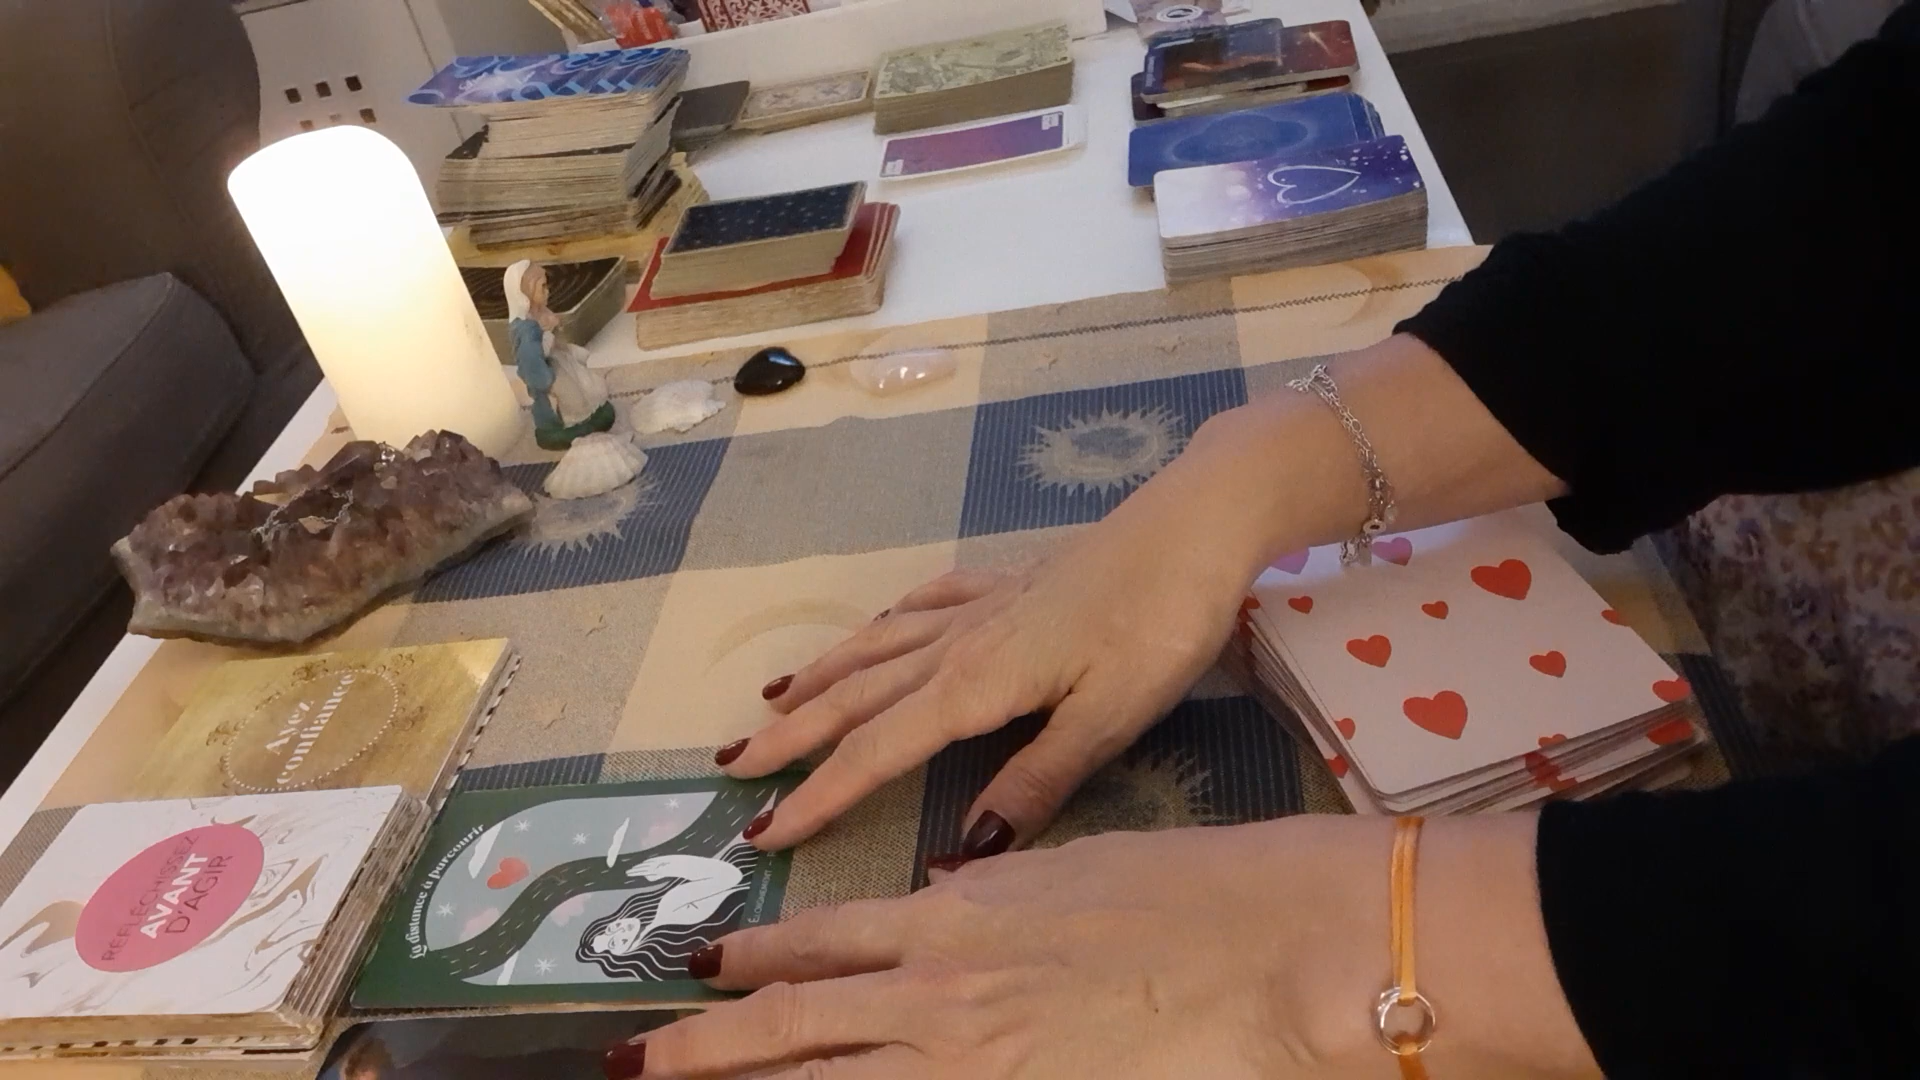 Ayez
confiance
RÉFLÉCHISSEZ
AVANT
D'AGIR
La distance à parcourir
ÉLOIGNEMENT